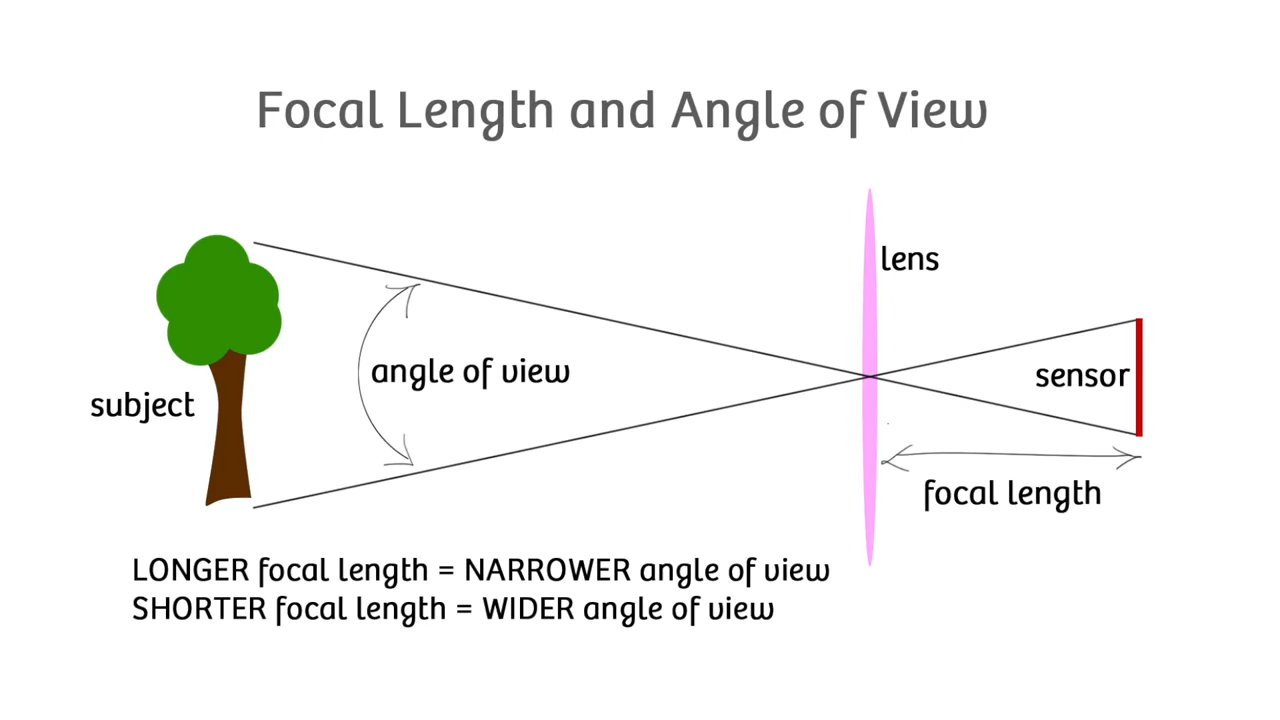 Focal Length and Angle of View
lens
angle of view
sensor
subject
focal length
LONGER focal length = NARROWER angle of view
SHORTER focal length = WIDER angle of view